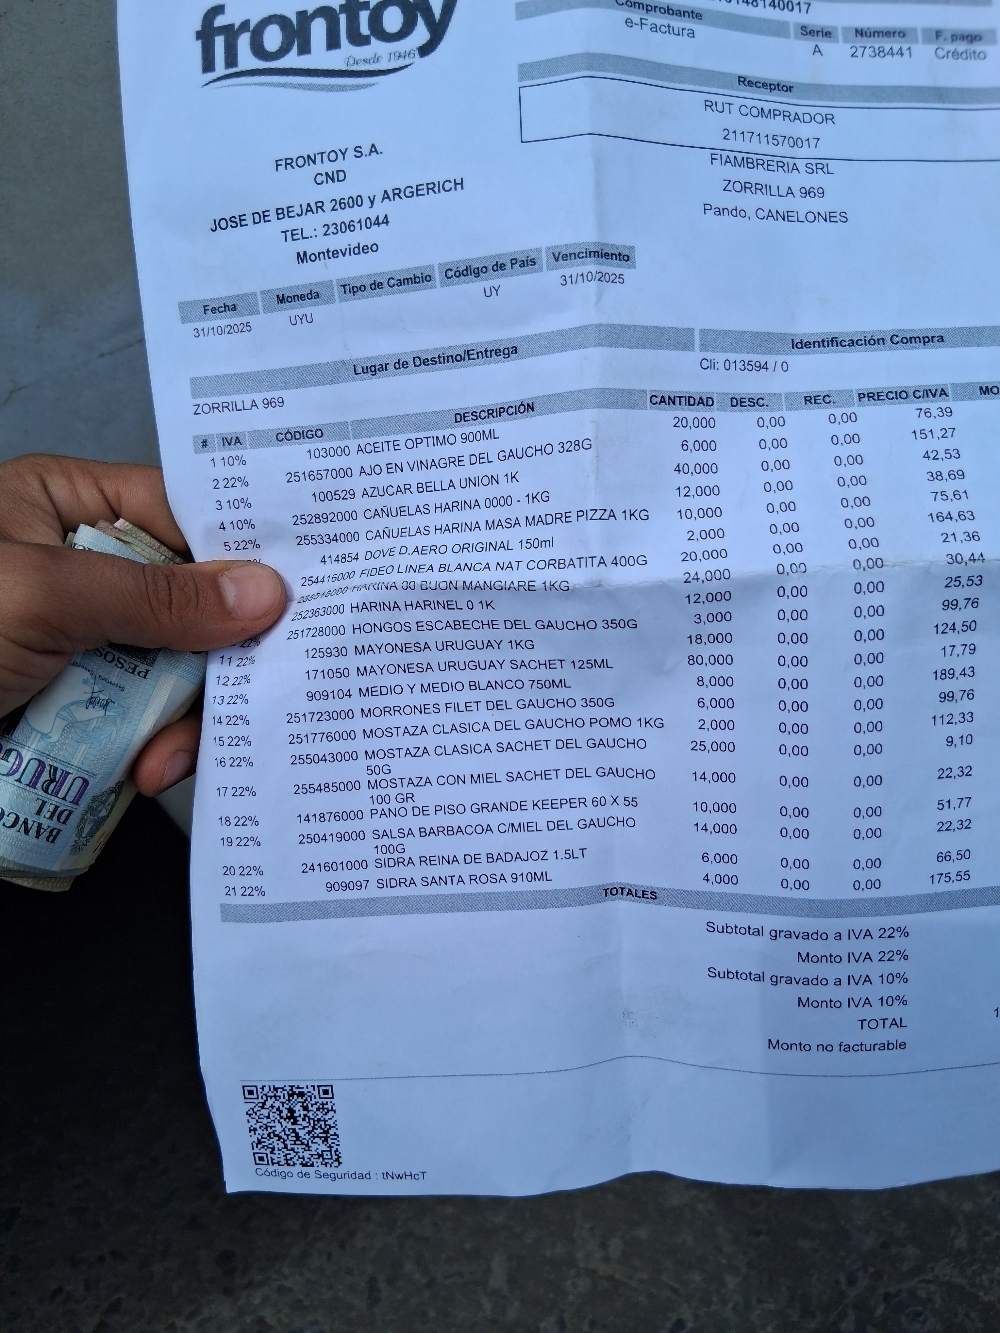 frontoy
Desde 1946
FRONTOY S.A.
CND
JOSE DE BEJAR 2600 y ARGERICH
TEL.: 23061044
Montevideo
Comprobante
e-Factura
Serie Número F. pago
A 2738441 Crédito
Receptor
RUT COMPRADOR
211711570017
FIAMBRERIA SRL
ZORRILLA 969
Pando, CANELONES
Fecha Moneda Tipo de Cambio Código de País Vencimiento
31/10/2025 UYU UY 31/10/2025
Lugar de Destino/Entrega
Identificación Compra
ZORRILLA 969
Cli: 013594 / 0
# IVA CÓDIGO DESCRIPCIÓN CANTIDAD DESC. REC. PRECIO C/IVA MO
1 10% 103000 ACEITE OPTIMO 900ML 20,000 0,00 0,00 76,39
2 22% 251657000 AJO EN VINAGRE DEL GAUCHO 328G 6,000 0,00 0,00 151,27
3 10% 100529 AZUCAR BELLA UNION 1K 40,000 0,00 0,00 42,53
4 10% 252892000 CAÑUELAS HARINA 0000 - 1KG 12,000 0,00 0,00 38,69
5 22% 255334000 CAÑUELAS HARINA MASA MADRE PIZZA 1KG 10,000 0,00 0,00 75,61
414854 DOVE D.AERO ORIGINAL 150ml 2,000 0,00 0,00 164,63
254416000 FIDEO LINEA BLANCA NAT CORBATITA 400G 20,000 0,00 0,00 21,36
HARINA 00 BUON MANGIARE 1KG 24,000 0,00 0,00 30,44
252363000 HARINA HARINEL 0 1K 12,000 0,00 0,00 25,53
22% 251728000 HONGOS ESCABECHE DEL GAUCHO 350G 3,000 0,00 0,00 99,76
11 22% 125930 MAYONESA URUGUAY 1KG 18,000 0,00 0,00 124,50
12 22% 171050 MAYONESA URUGUAY SACHET 125ML 80,000 0,00 0,00 17,79
13 22% 909104 MEDIO Y MEDIO BLANCO 750ML 8,000 0,00 0,00 189,43
14 22% 251723000 MORRONES FILET DEL GAUCHO 350G 6,000 0,00 0,00 99,76
15 22% 251776000 MOSTAZA CLASICA DEL GAUCHO POMO 1KG 2,000 0,00 0,00 112,33
16 22% 255043000 MOSTAZA CLASICA SACHET DEL GAUCHO 25,000 0,00 0,00 9,10
50G
17 22% 255485000 MOSTAZA CON MIEL SACHET DEL GAUCHO 14,000 0,00 0,00 22,32
100 GR
18 22% 141876000 PANO DE PISO GRANDE KEEPER 60 X 55 10,000 0,00 0,00 51,77
19 22% 250419000 SALSA BARBACOA C/MIEL DEL GAUCHO 14,000 0,00 0,00 22,32
100G
20 22% 241601000 SIDRA REINA DE BADAJOZ 1.5LT 6,000 0,00 0,00 66,50
21 22% 909097 SIDRA SANTA ROSA 910ML 4,000 0,00 0,00 175,55
TOTALES
Subtotal gravado a IVA 22%
Monto IVA 22%
Subtotal gravado a IVA 10%
Monto IVA 10%
TOTAL 1
Monto no facturable
Código de Seguridad : tNwHcT
PESOS
BANCO
DEL
URUG